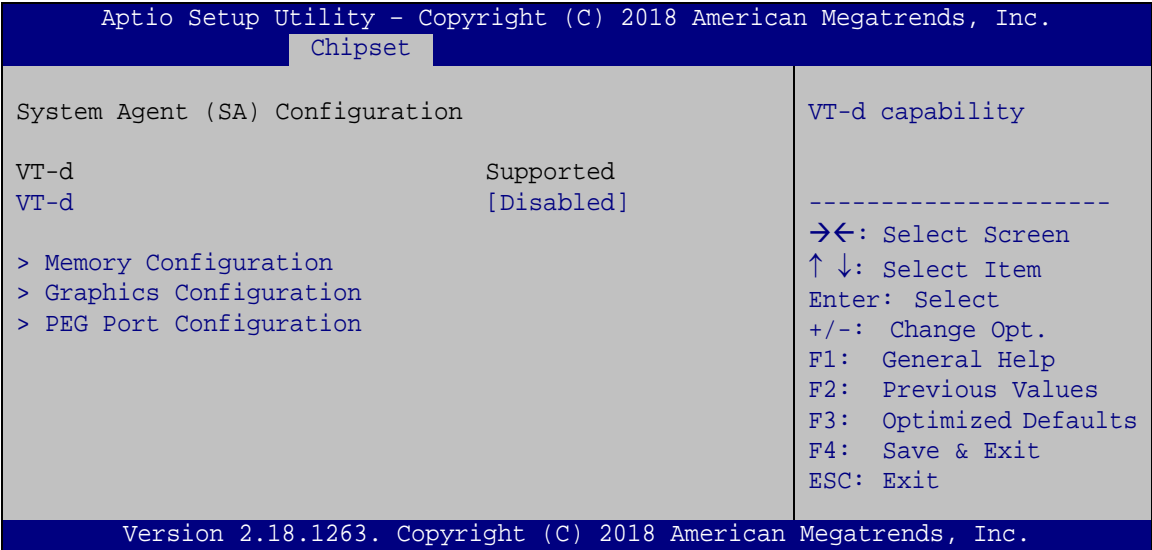 Aptio Setup Utility – Copyright (C) 2018 American Megatrends, Inc.
Chipset
System Agent (SA) Configuration
VT-d Supported
VT-d [Disabled]
> Memory Configuration
> Graphics Configuration
> PEG Port Configuration
VT-d capability
---------------------
→←: Select Screen
↑ ↓: Select Item
Enter: Select
+/-: Change Opt.
F1: General Help
F2: Previous Values
F3: Optimized Defaults
F4: Save & Exit
ESC: Exit
Version 2.18.1263. Copyright (C) 2018 American Megatrends, Inc.